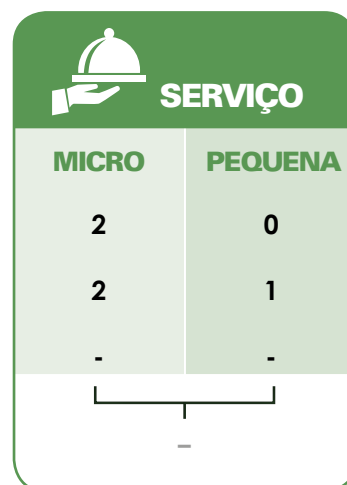 SERVIÇO
MICRO PEQUENA
2 0
2 1
- -
–